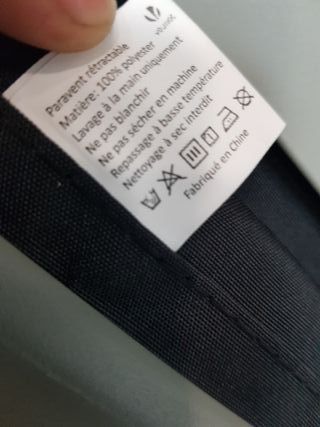 VOUNOT
Paravent rétractable
Matière: 100% polyester
Lavage à la main uniquement
Ne pas blanchir
Ne pas sécher en machine
Repassage à basse température
Nettoyage à sec interdit
Fabriqué en Chine